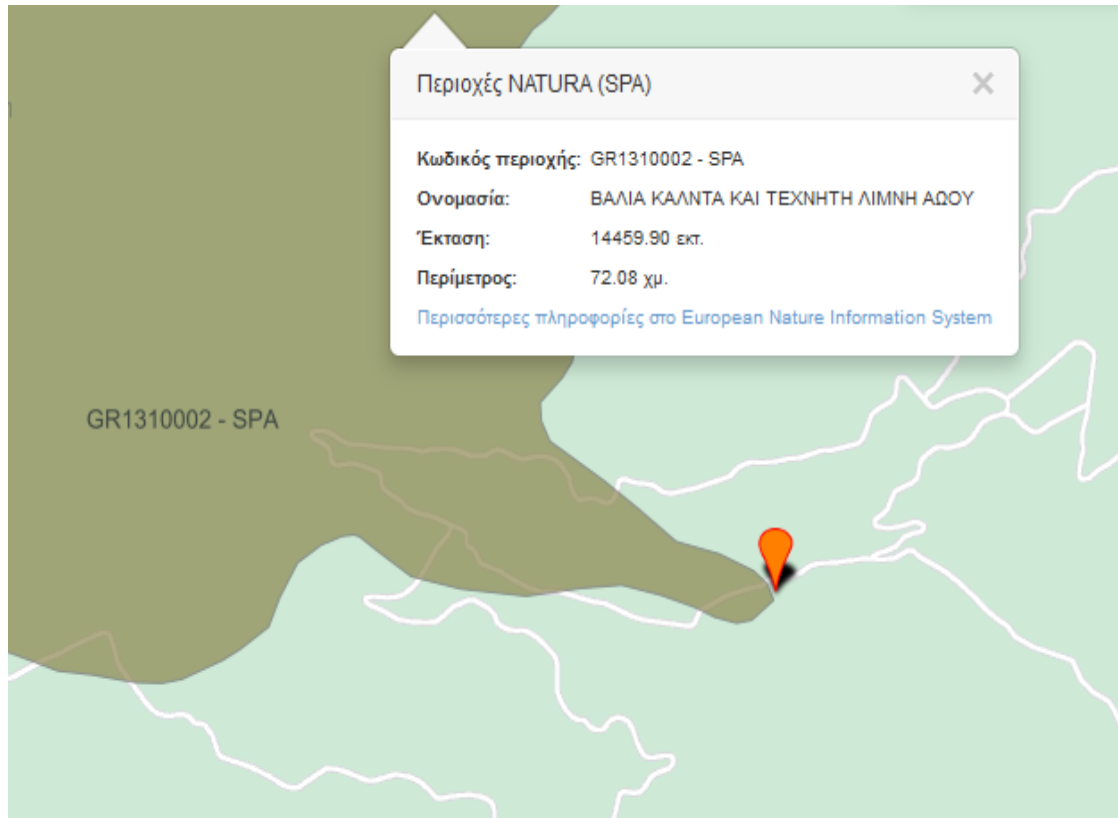 Περιοχές NATURA (SPA)
×
Κωδικός περιοχής: GR1310002 - SPA
Ονομασία: ΒΑΛΙΑ ΚΑΛΝΤΑ ΚΑΙ ΤΕΧΝΗΤΗ ΛΙΜΝΗ ΑΩΟΥ
Έκταση: 14459.90 εκτ.
Περίμετρος: 72.08 χμ.
Περισσότερες πληροφορίες στο European Nature Information System
GR1310002 - SPA